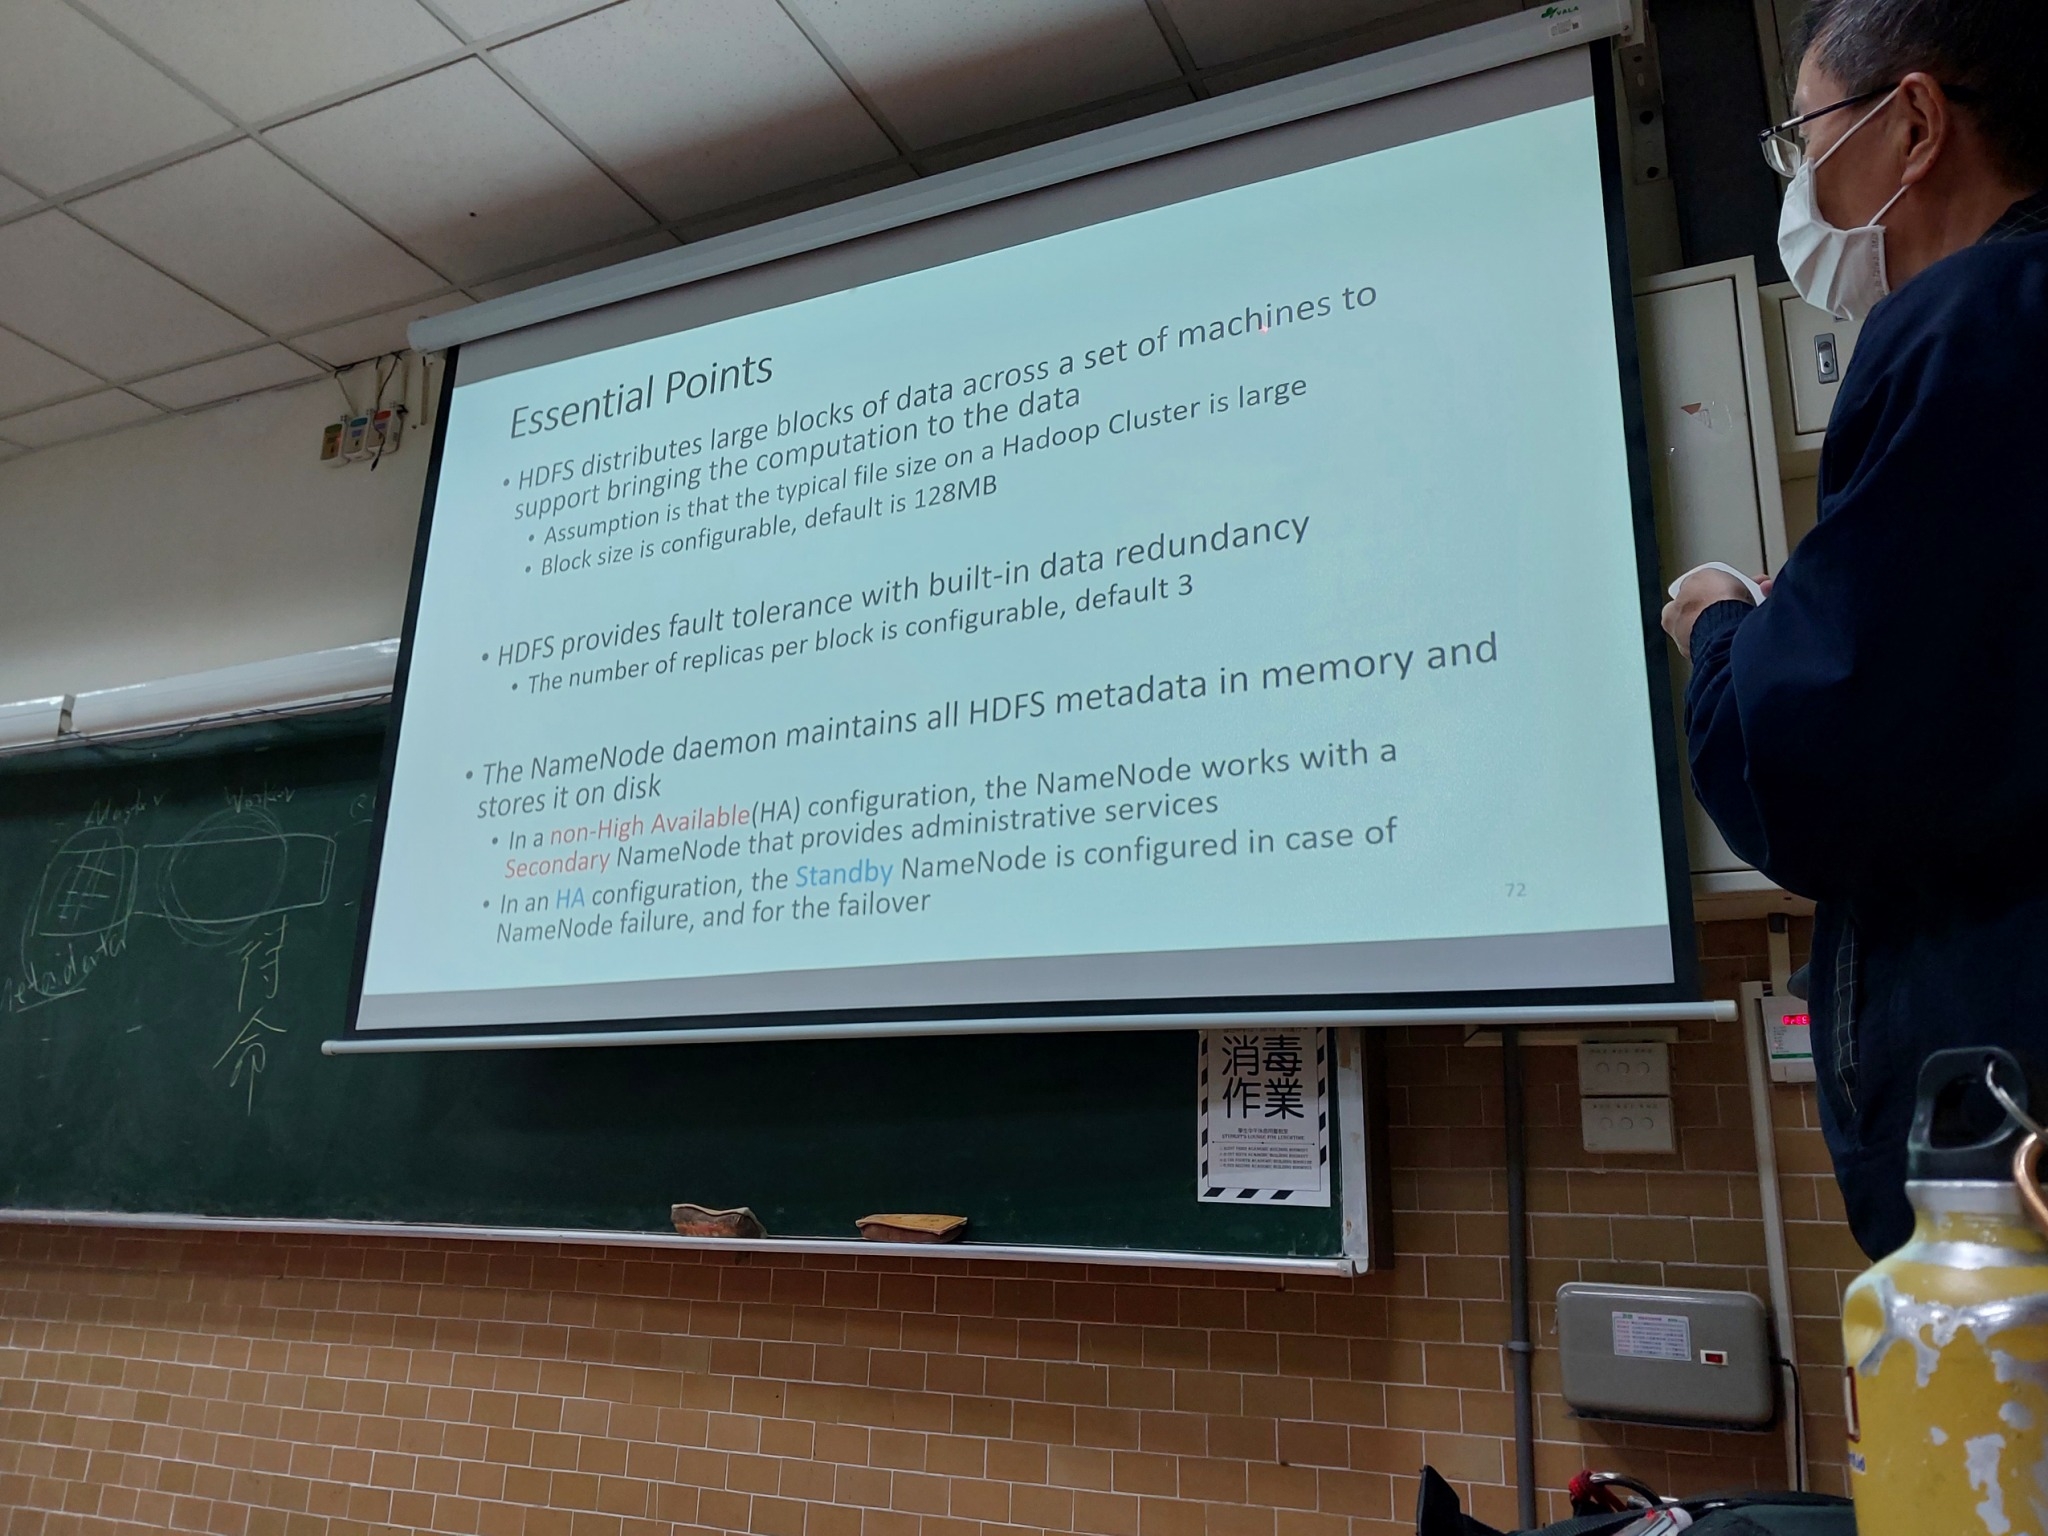 VALA
Essential Points
• HDFS distributes large blocks of data across a set of machines to
support bringing the computation to the data
• Assumption is that the typical file size on a Hadoop Cluster is large
• Block size is configurable, default is 128MB
• HDFS provides fault tolerance with built-in data redundancy
• The number of replicas per block is configurable, default 3
• The NameNode daemon maintains all HDFS metadata in memory and
stores it on disk
• In a non-High Available(HA) configuration, the NameNode works with a
Secondary NameNode that provides administrative services
• In an HA configuration, the Standby NameNode is configured in case of
NameNode failure, and for the failover
72
Master
Worker
metadata
待
命
消毒
作業
STUDENT'S LOUNGE FOR LUNCHTIME